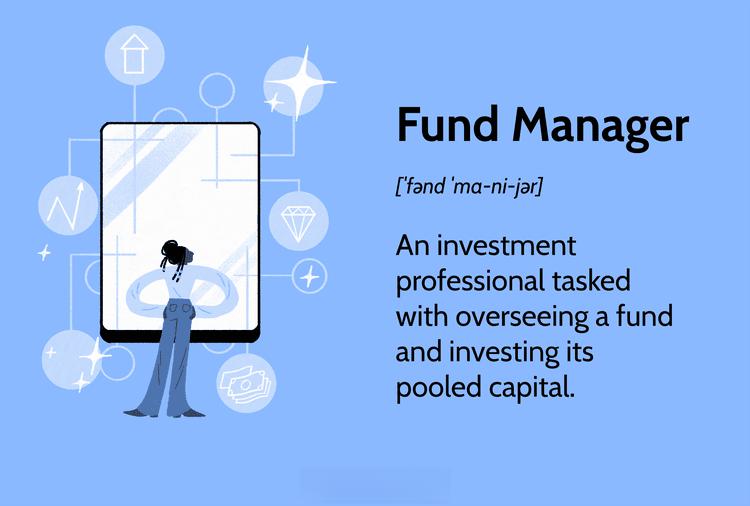 Fund Manager
[ˈfənd ˈma-ni-jər]
An investment
professional tasked
with overseeing a fund
and investing its
pooled capital.